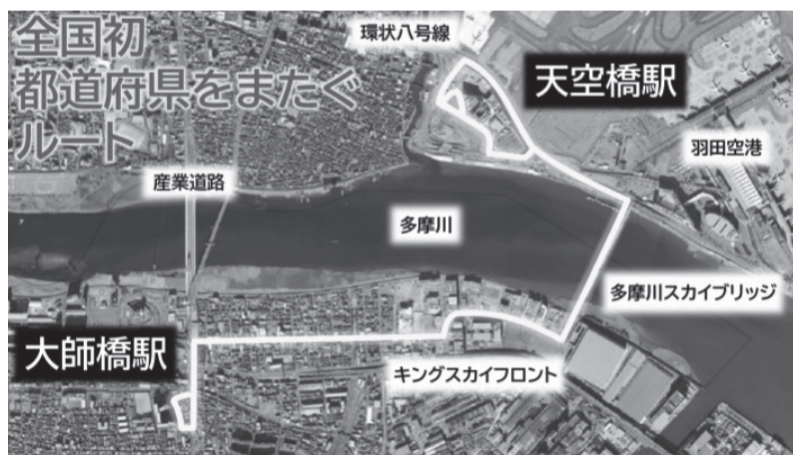 全国初
都道府県をまたぐ
ルート
環状八号線
天空橋駅
羽田空港
産業道路
多摩川
多摩川スカイブリッジ
大師橋駅
キングスカイフロント